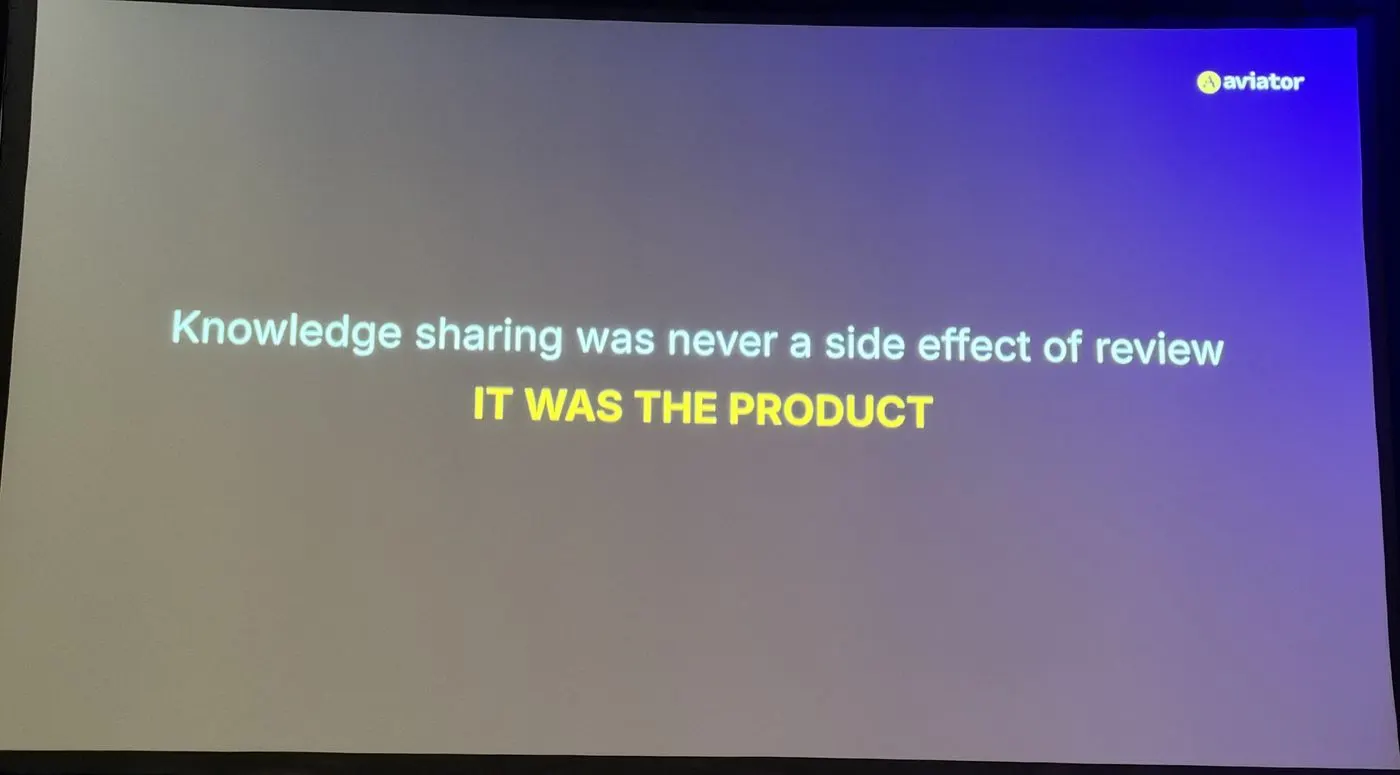 aviator
Knowledge sharing was never a side effect of review
IT WAS THE PRODUCT